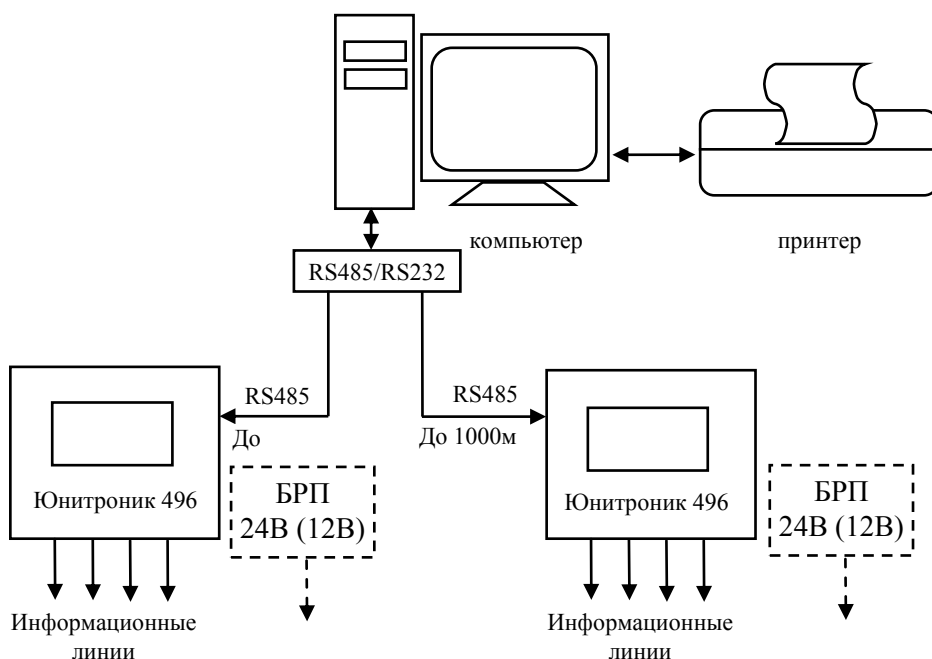 компьютер
принтер
RS485/RS232
RS485
До
RS485
До 1000м
Юнитроник 496
БРП
24В (12В)
Юнитроник 496
БРП
24В (12В)
Информационные
линии
Информационные
линии